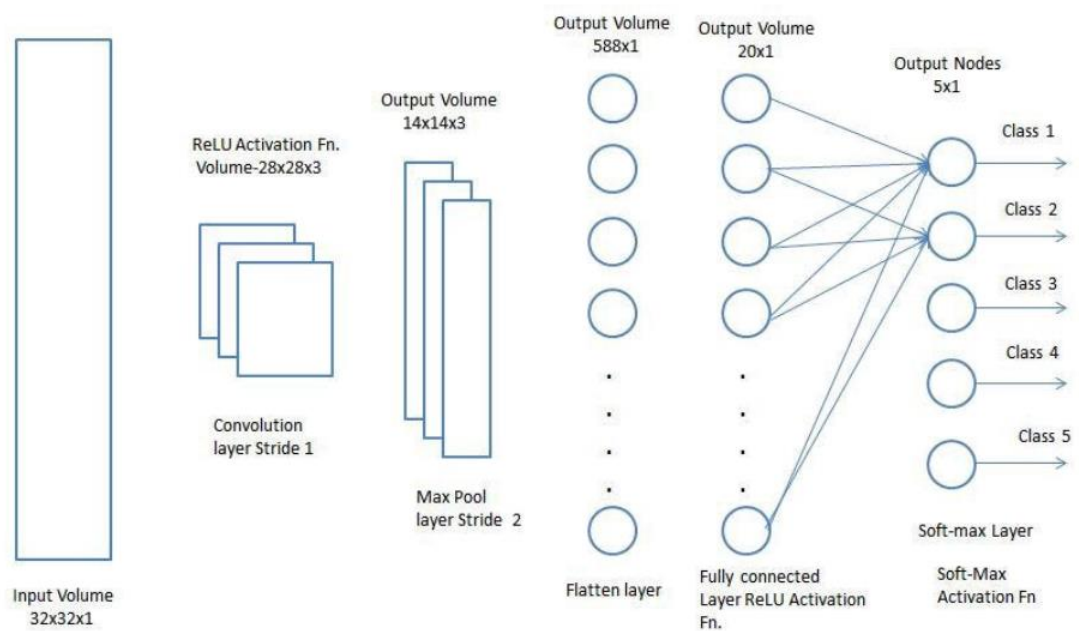 Input Volume
32x32x1
ReLU Activation Fn.
Volume-28x28x3
Convolution
layer Stride 1
Output Volume
14x14x3
Max Pool
layer Stride 2
Output Volume
588x1
Flatten layer
Output Volume
20x1
Fully connected
Layer ReLU Activation
Fn.
Output Nodes
5x1
Class 1
Class 2
Class 3
Class 4
Class 5
Soft-max Layer
Soft-Max
Activation Fn